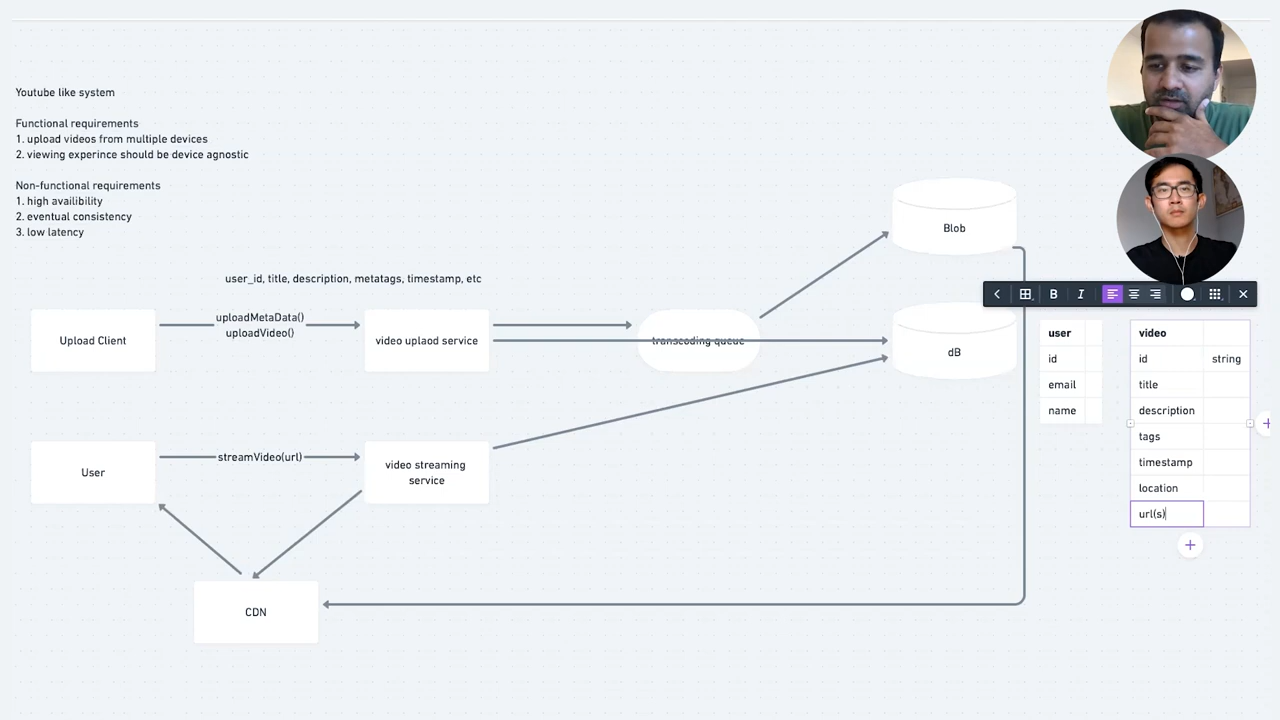 Youtube like system
Functional requirements
1. upload videos from multiple devices
2. viewing experince should be device agnostic
Non-functional requirements
1. high availibility
2. eventual consistency
3. low latency
user_id, title, description, metatags, timestamp, etc
Upload Client
uploadMetaData()
uploadVideo()
video uplaod service
transcoding queue
Blob
dB
User
streamVideo(url)
video streaming
service
CDN
B
I
user
id
email
name
video
id string
title
description
tags
timestamp
location
url(s)